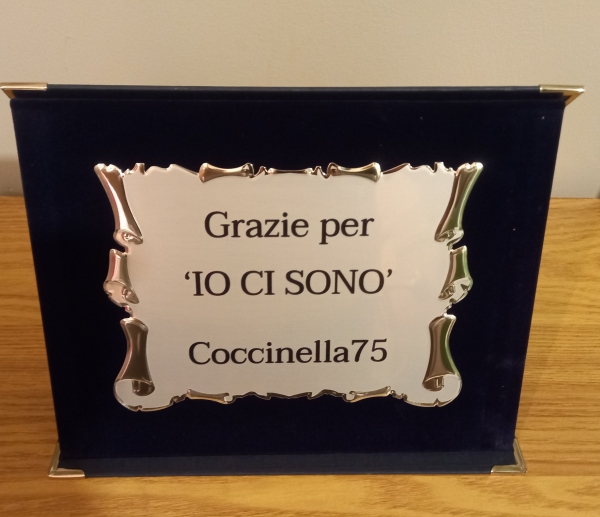 Grazie per
‘IO CI SONO’
Coccinella75